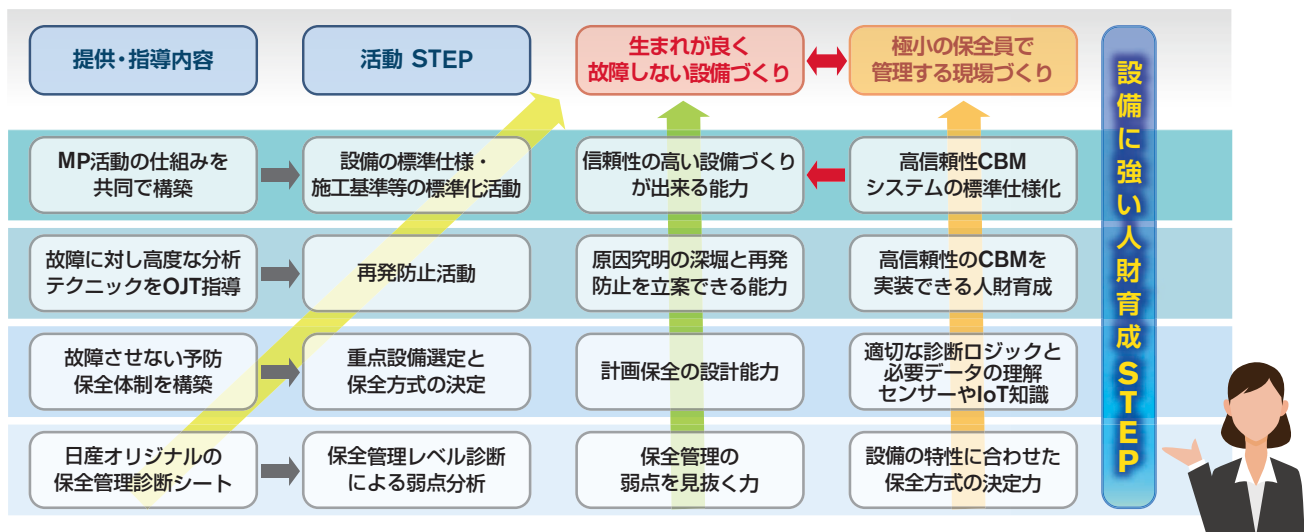 提供・指導内容
活動 STEP
生まれが良く
故障しない設備づくり
極小の保全員で
管理する現場づくり
MP活動の仕組みを
共同で構築
設備の標準仕様・
施工基準等の標準化活動
信頼性の高い設備づくり
が出来る能力
高信頼性CBM
システムの標準仕様化
故障に対し高度な分析
テクニックをOJT指導
再発防止活動
原因究明の深堀と再発
防止を立案できる能力
高信頼性のCBMを
実装できる人財育成
故障させない予防
保全体制を構築
重点設備選定と
保全方式の決定
計画保全の設計能力
適切な診断ロジックと
必要データの理解
センサーやIoT知識
日産オリジナルの
保全管理診断シート
保全管理レベル診断
による弱点分析
保全管理の
弱点を見抜く力
設備の特性に合わせた
保全方式の決定力
設備に強い人財育成STEP